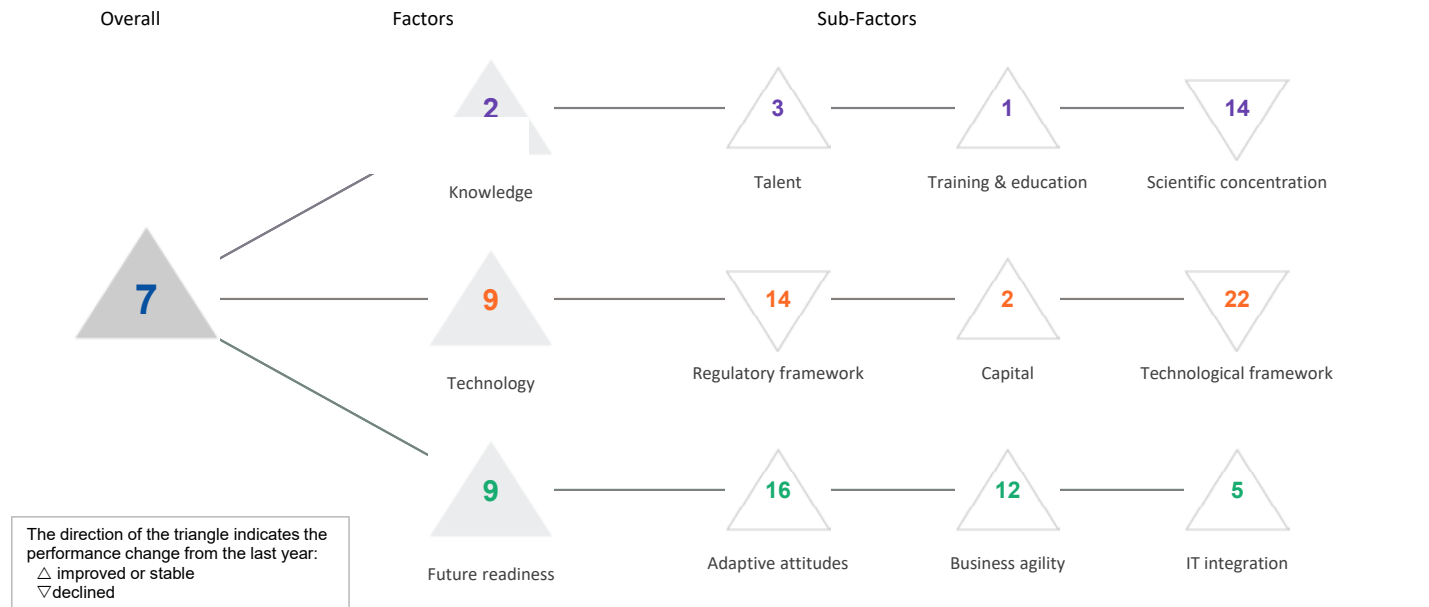 Overall
Factors
Sub-Factors
2
3
1
14
Knowledge
Talent
Training & education
Scientific concentration
7
9
14
2
22
Technology
Regulatory framework
Capital
Technological framework
9
16
12
5
Future readiness
Adaptive attitudes
Business agility
IT integration
The direction of the triangle indicates the
performance change from the last year:
△ improved or stable
▽declined